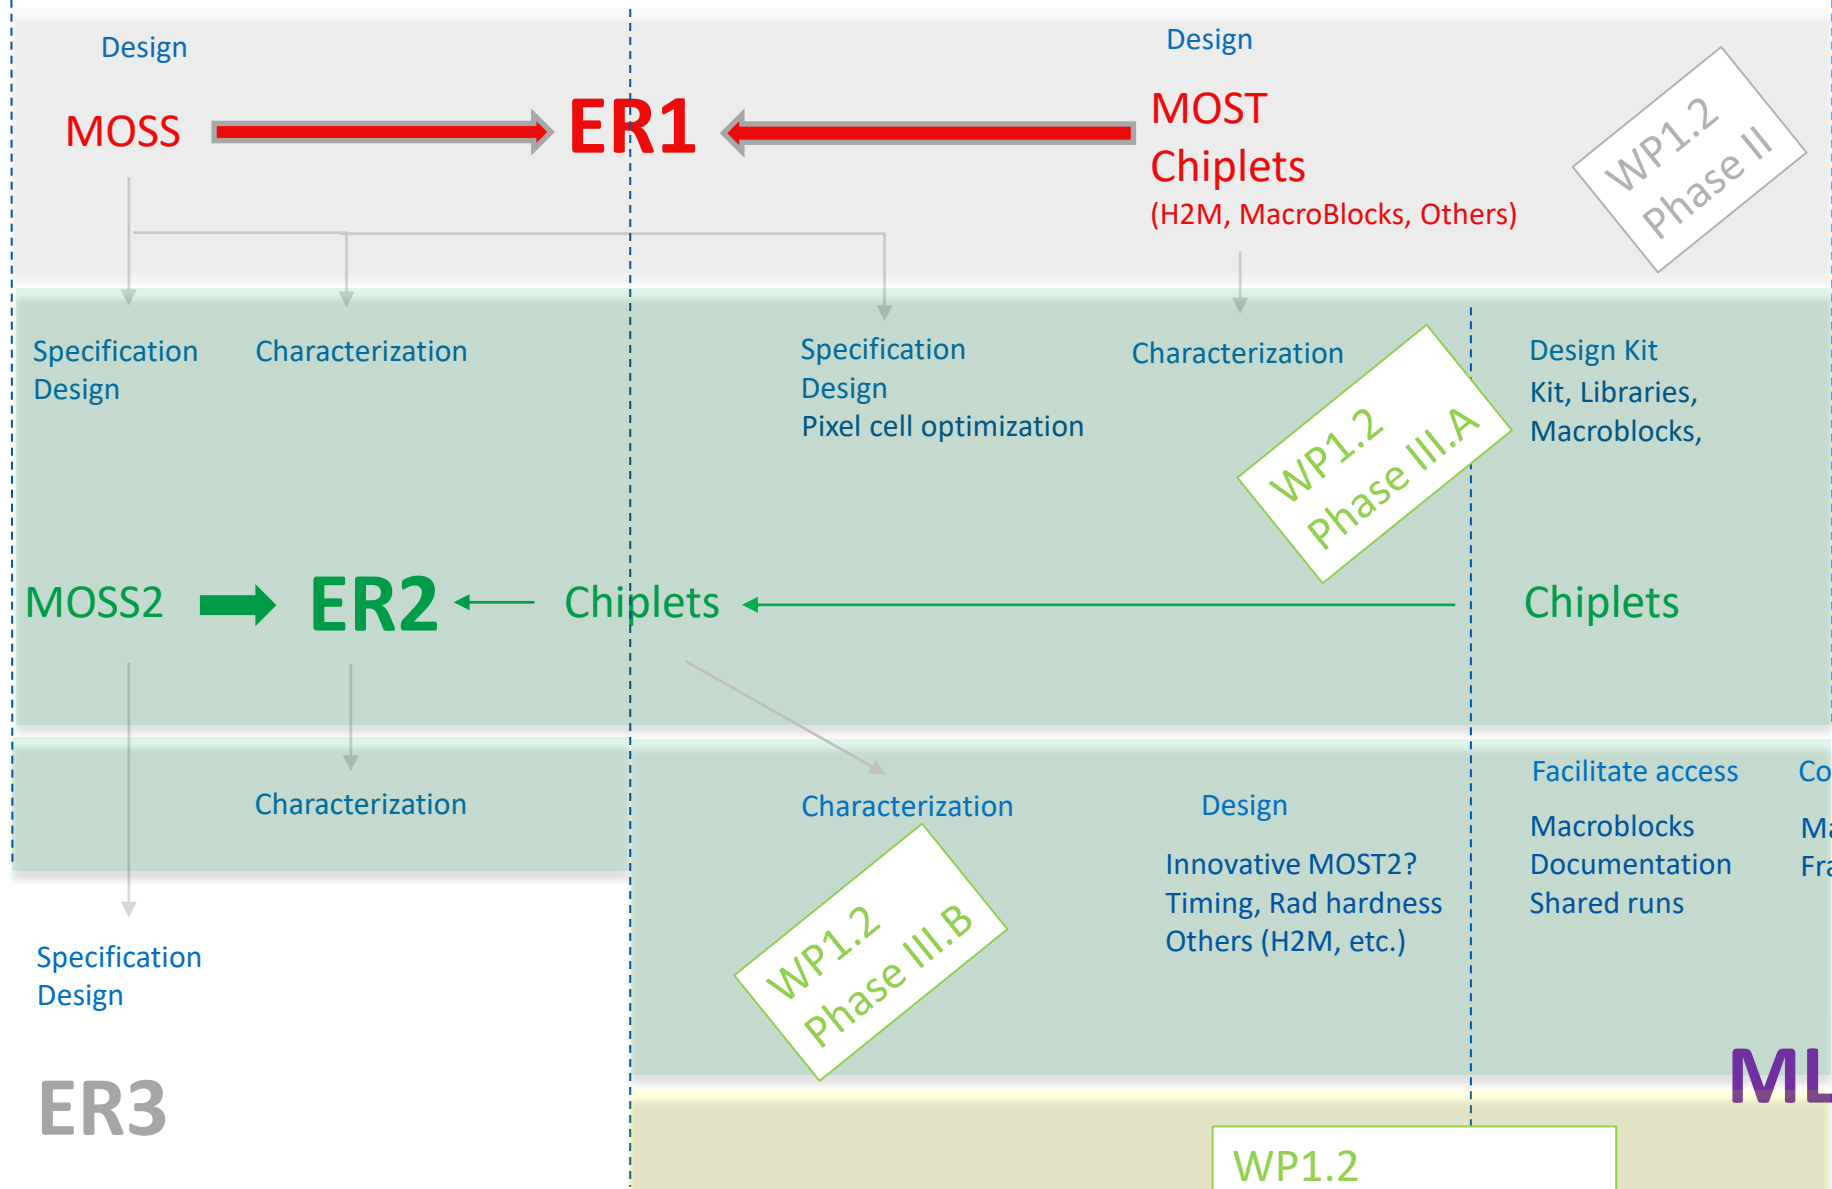 Design
Design
MOSS
ER1
MOST
Chiplets
(H2M, MacroBlocks, Others)
WP1.2
Phase II
Specification
Design
Characterization
Specification
Design
Pixel cell optimization
Characterization
WP1.2
Phase III.A
Design Kit
Kit, Libraries,
Macroblocks,
MOSS2
ER2
Chiplets
Chiplets
Characterization
Characterization
WP1.2
Phase III.B
Design
Innovative MOST2?
Timing, Rad hardness
Others (H2M, etc.)
Facilitate access
Macroblocks
Documentation
Shared runs
Specification
Design
ER3
WP1.2